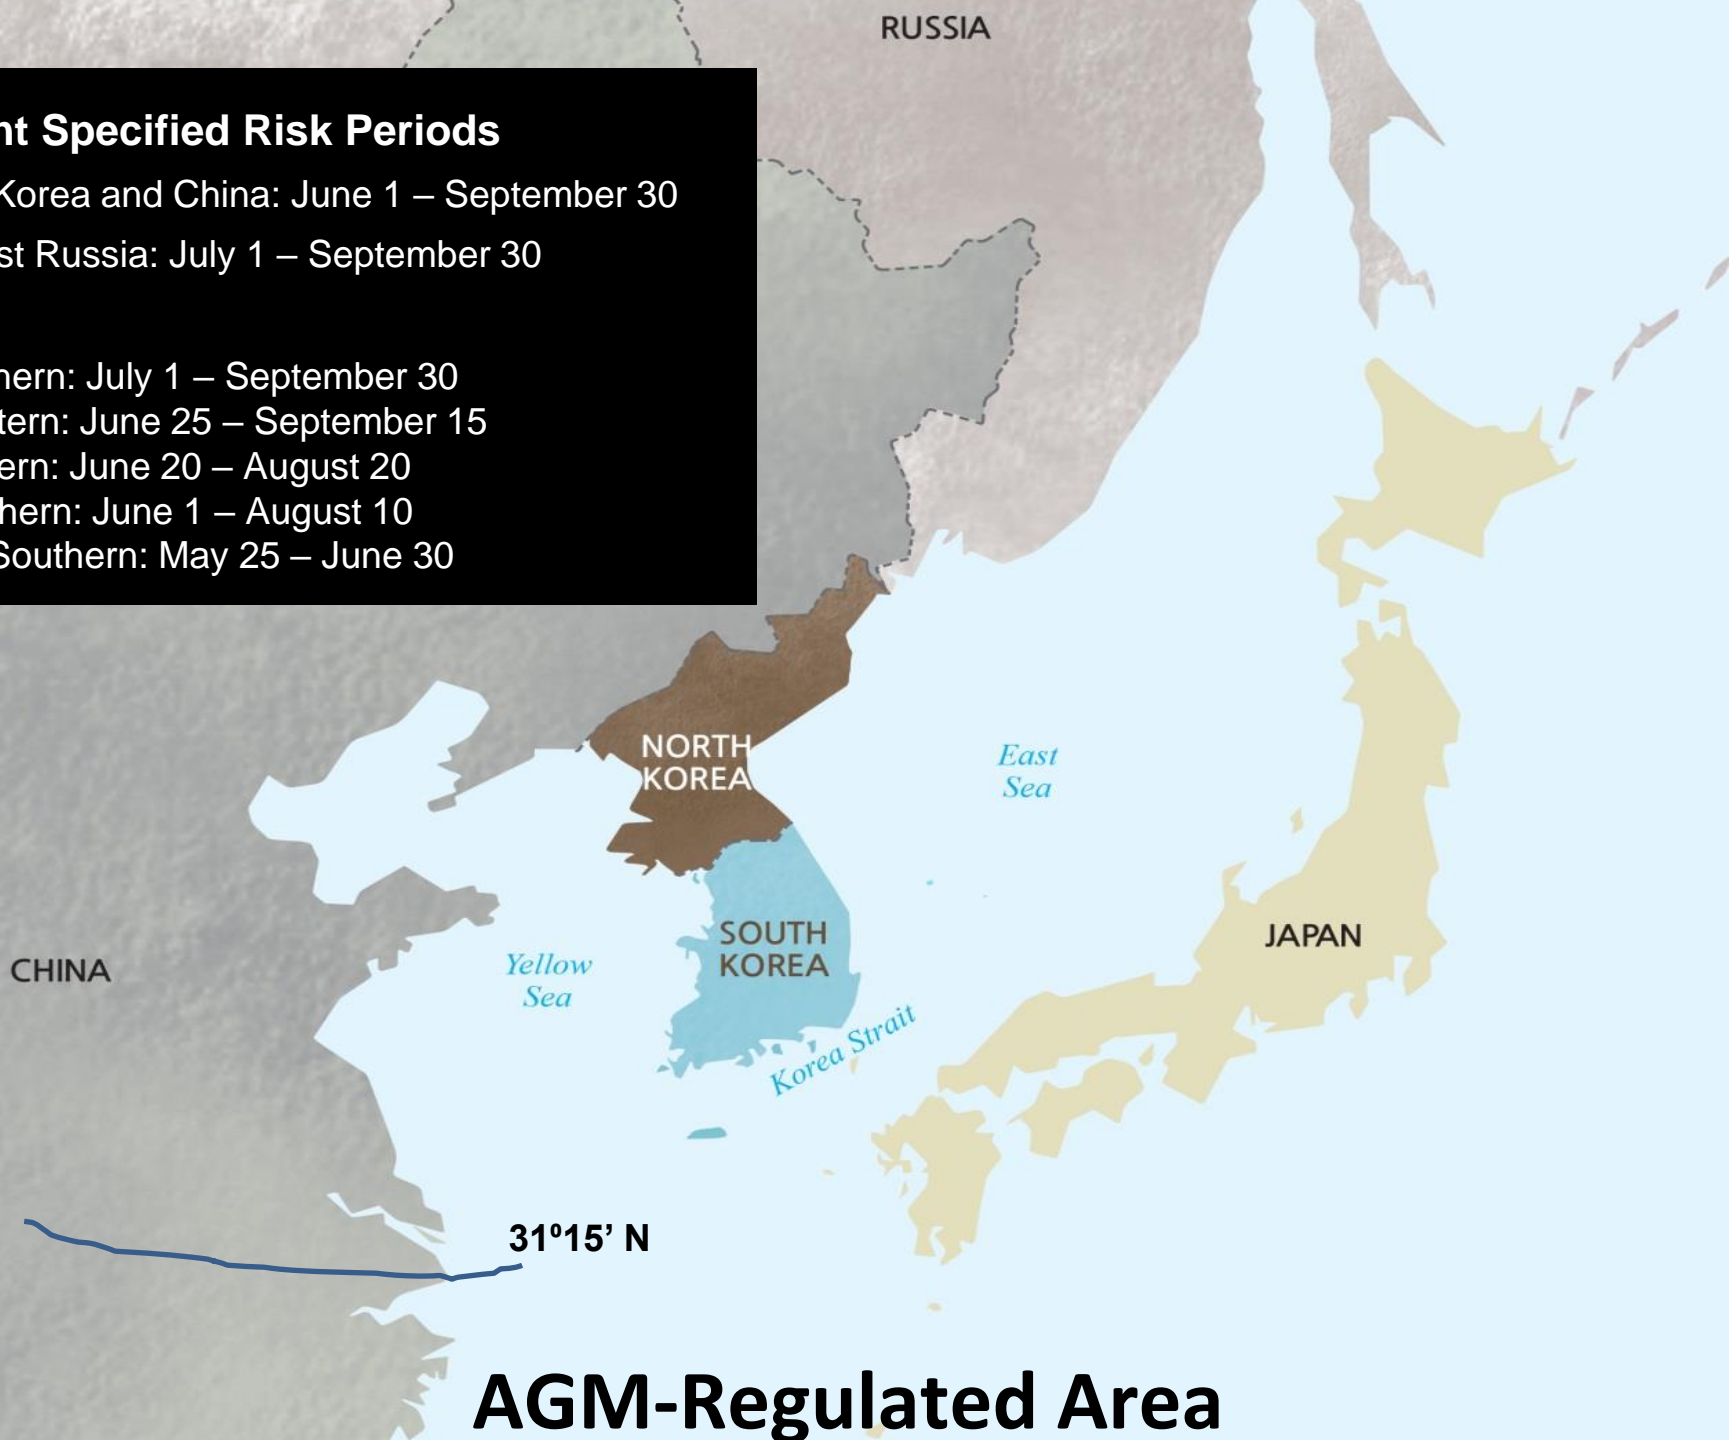 RUSSIA
nt Specified Risk Periods
Korea and China: June 1 – September 30
st Russia: July 1 – September 30
hern: July 1 – September 30
tern: June 25 – September 15
ern: June 20 – August 20
hern: June 1 – August 10
Southern: May 25 – June 30
NORTH
KOREA
East
Sea
SOUTH
KOREA
JAPAN
CHINA
Yellow
Sea
Korea Strait
31⁰15’ N
AGM-Regulated Area